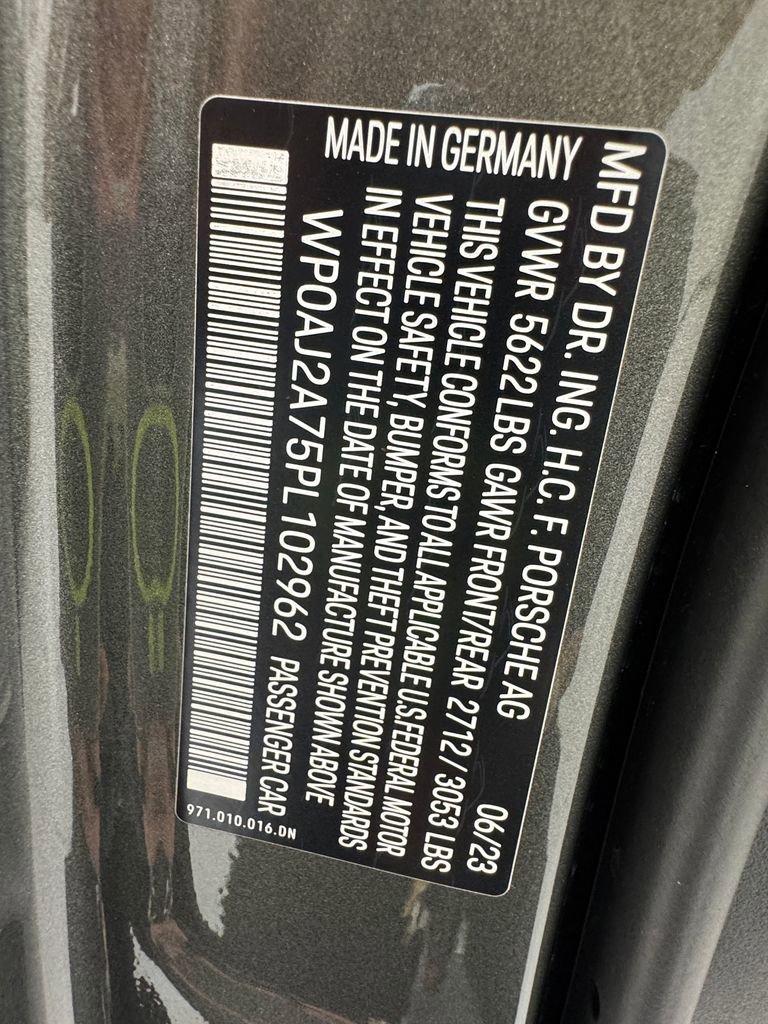 MFD BY DR. ING. H.C. F. PORSCHE AG
GVWR 5622 LBS GAWR FRONT/REAR 2712 / 3053 LBS 06/23
THIS VEHICLE CONFORMS TO ALL APPLICABLE U.S. FEDERAL MOTOR
VEHICLE SAFETY, BUMPER, AND THEFT PREVENTION STANDARDS
IN EFFECT ON THE DATE OF MANUFACTURE SHOWN ABOVE
WP0AJ2A75PL102962 PASSENGER CAR
MADE IN GERMANY
971.010.016.DN